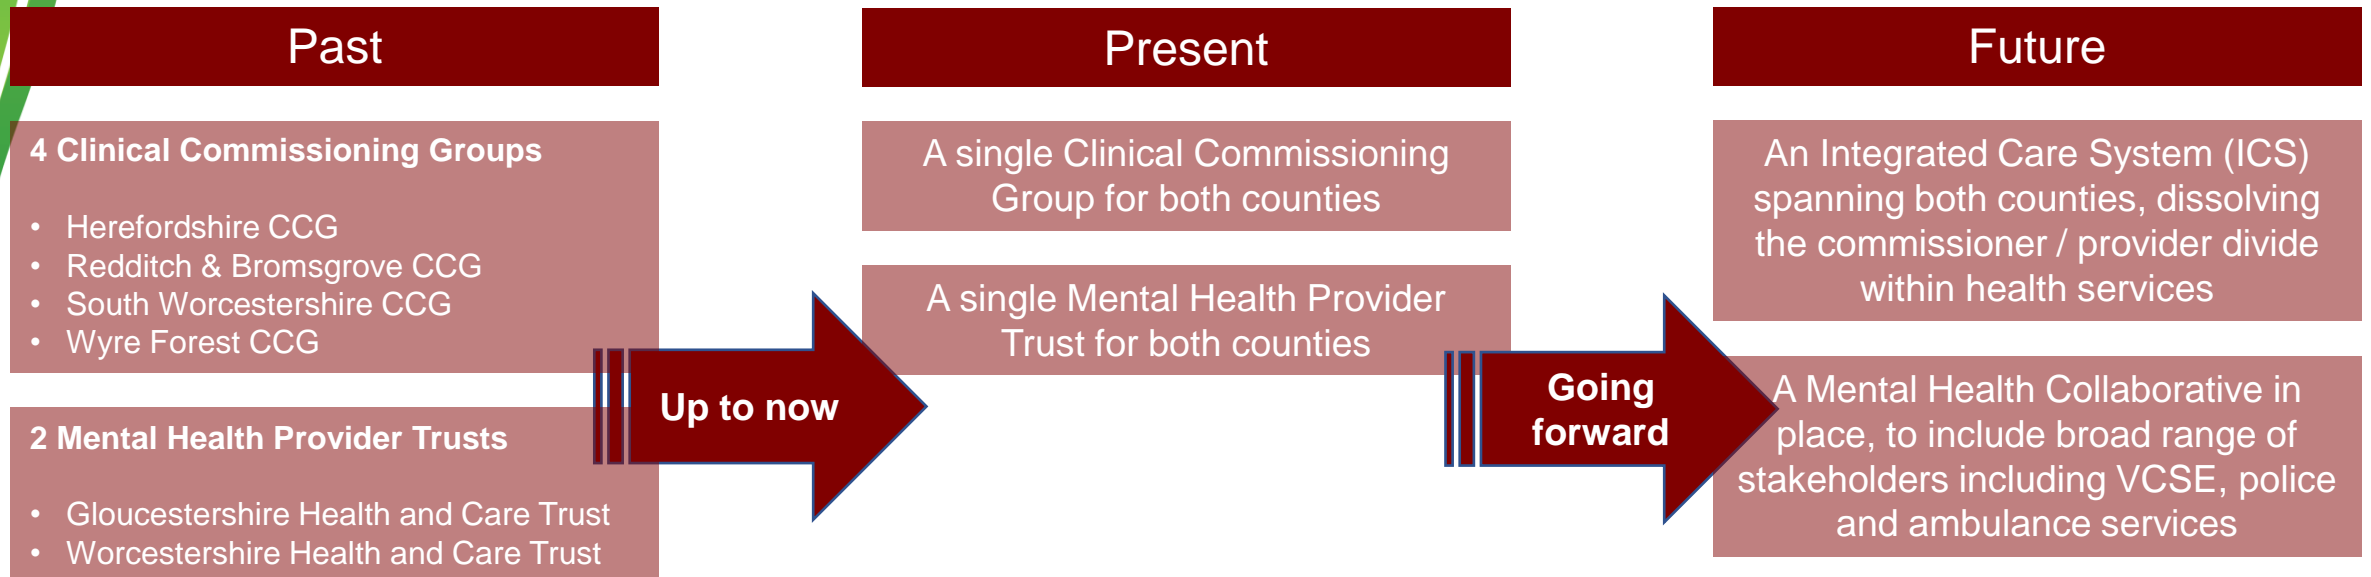 Past
4 Clinical Commissioning Groups
• Herefordshire CCG
• Redditch & Bromsgrove CCG
• South Worcestershire CCG
• Wyre Forest CCG
2 Mental Health Provider Trusts
• Gloucestershire Health and Care Trust
• Worcestershire Health and Care Trust
Up to now
Present
A single Clinical Commissioning
Group for both counties
A single Mental Health Provider
Trust for both counties
Going
forward
Future
An Integrated Care System (ICS)
spanning both counties, dissolving
the commissioner / provider divide
within health services
A Mental Health Collaborative in
place, to include broad range of
stakeholders including VCSE, police
and ambulance services